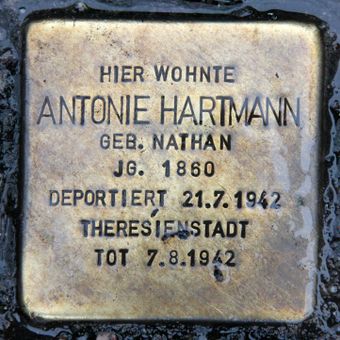 HIER WOHNTE
ANTONIE HARTMANN
GEB. NATHAN
JG. 1860
DEPORTIERT 21.7.1942
THERESIENSTADT
TOT 7.8.1942